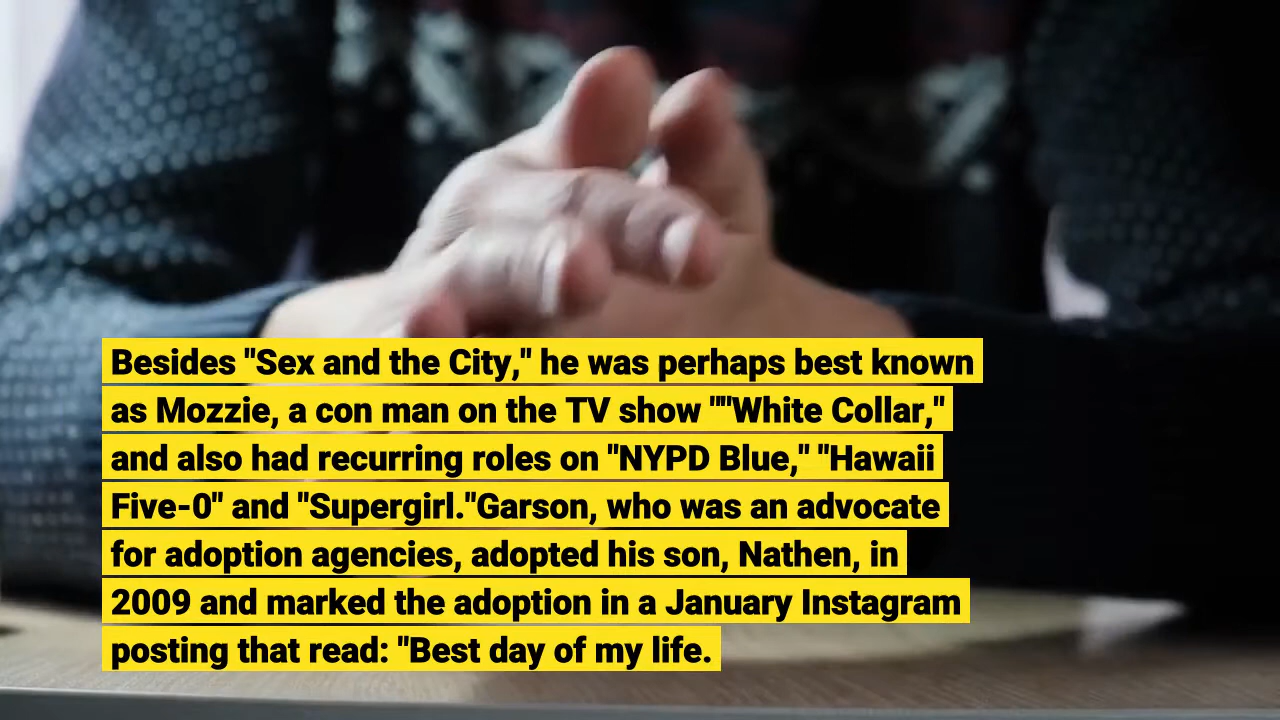 Besides "Sex and the City," he was perhaps best known
as Mozzie, a con man on the TV show ""White Collar,"
and also had recurring roles on "NYPD Blue," "Hawaii
Five-0" and "Supergirl."Garson, who was an advocate
for adoption agencies, adopted his son, Nathen, in
2009 and marked the adoption in a January Instagram
posting that read: "Best day of my life.